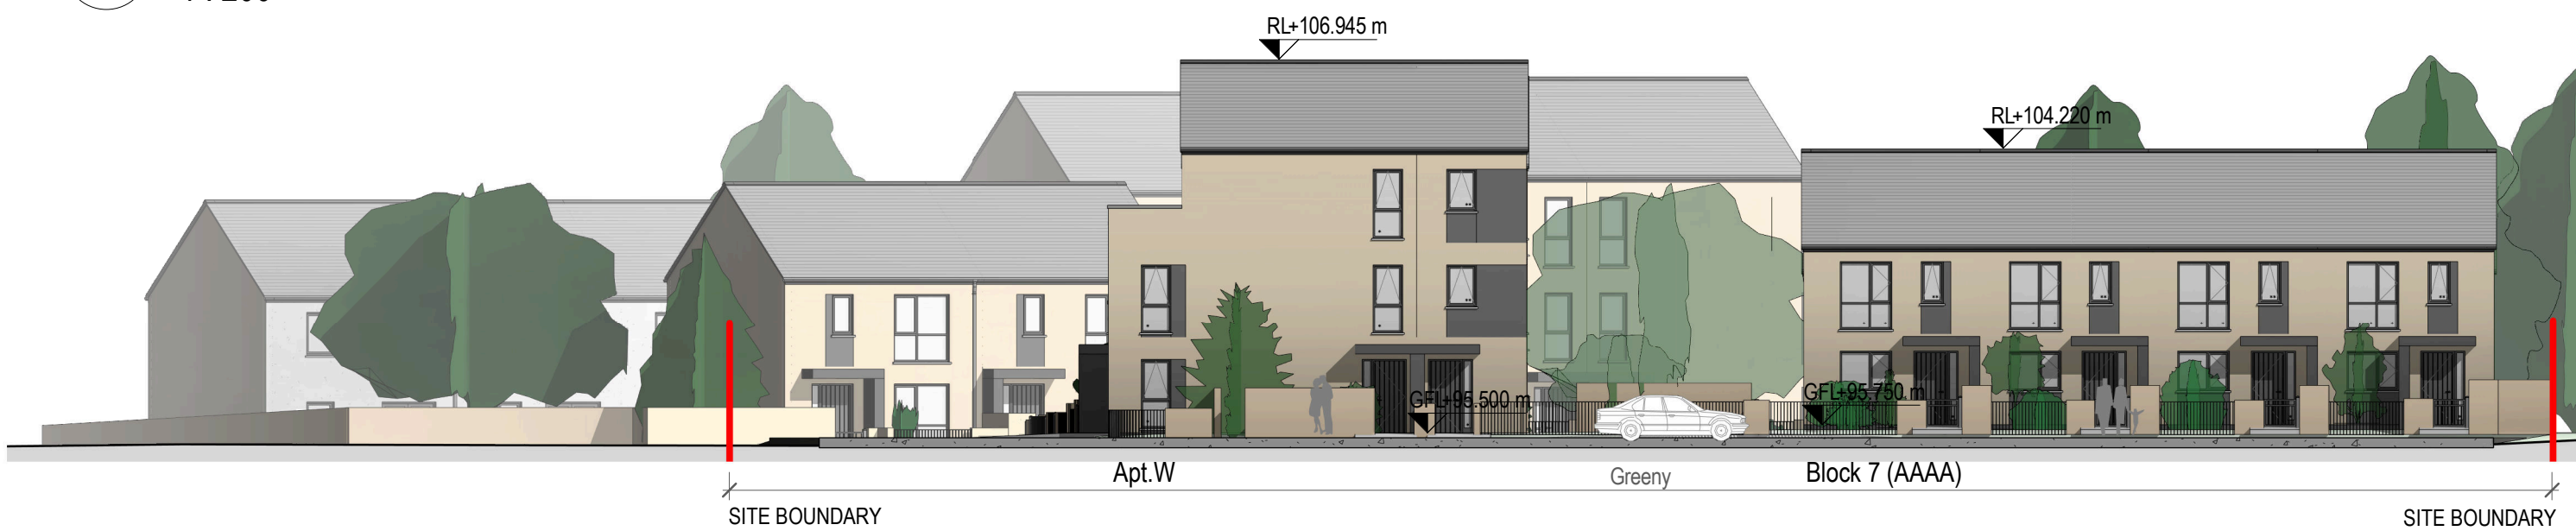 RL+106.945 m
RL+104.220 m
GFL+95.500 m
GFL+95.750 m
Apt.W
Greeny
Block 7 (AAAA)
SITE BOUNDARY
SITE BOUNDARY